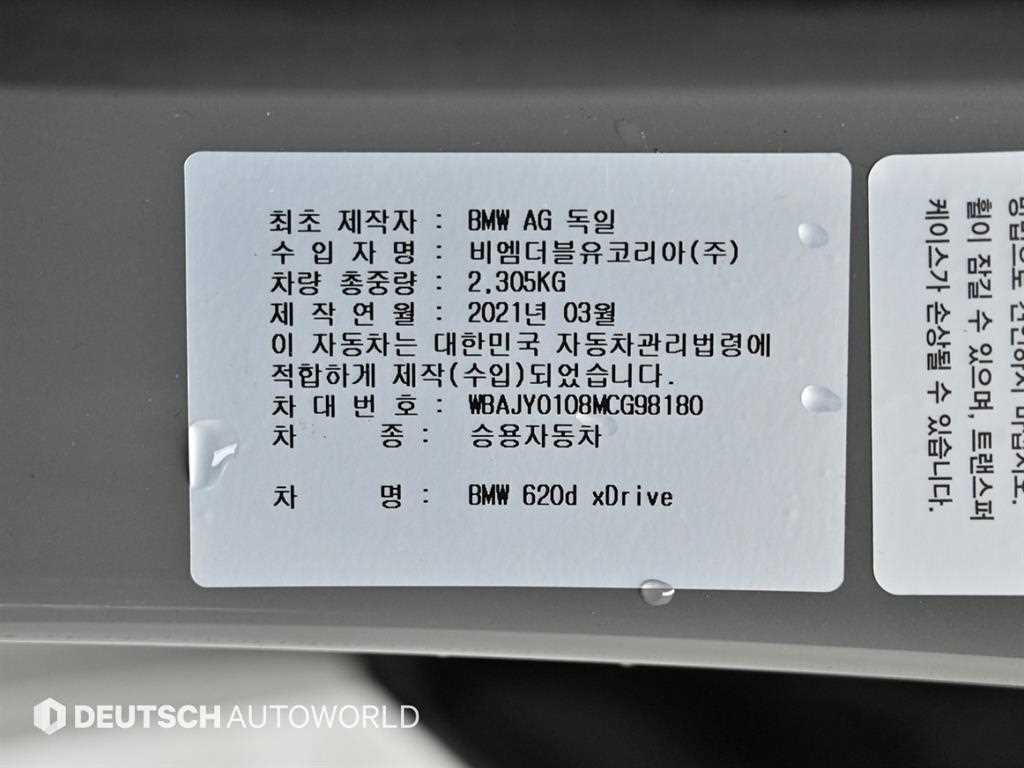 최초 제작자 : BMW AG 독일
수 입 자 명 : 비엠더블유코리아(주)
차량 총중량 : 2,305KG
제 작 연 월 : 2021년 03월
이 자동차는 대한민국 자동차관리법령에
적합하게 제작(수입)되었습니다.
차 대 번 호 : WBAJY0108MCG98180
차 종 : 승용자동차
차 명 : BMW 620d xDrive
휠이 잠길 수 있으며, 트랜스퍼
케이스가 손상될 수 있습니다.
DEUTSCH AUTOWORLD